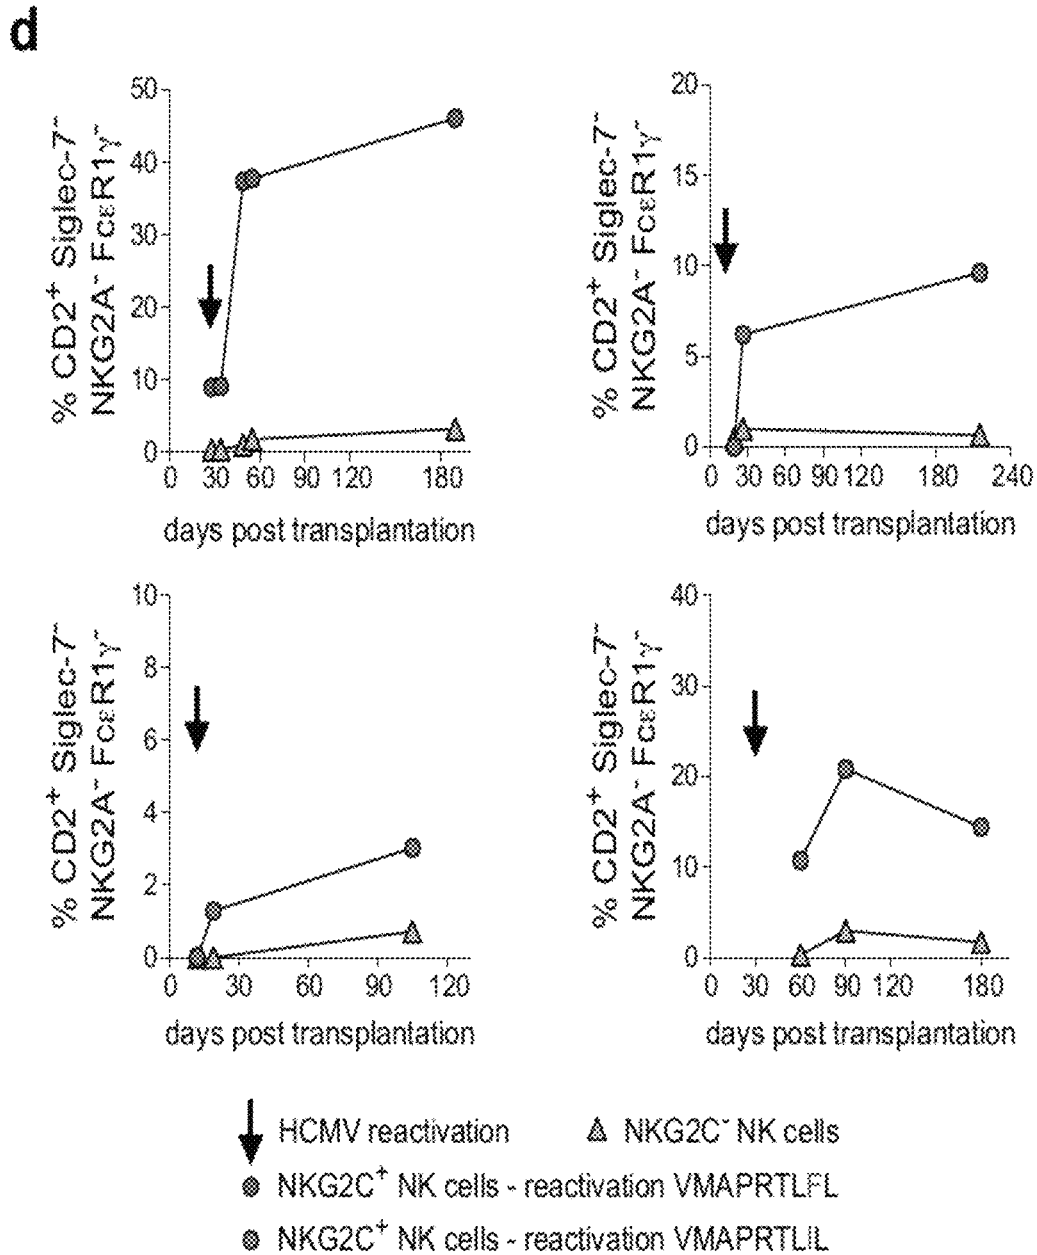 d
% CD2+ Siglec-7-
NKG2A- FcεR1γ-
50
40
30
20
10
0
0 30 60 90 120 180
days post transplantation
% CD2+ Siglec-7-
NKG2A- FcεR1γ-
20
15
10
5
0
0 30 60 90 120 180 240
days post transplantation
% CD2+ Siglec-7-
NKG2A- FcεR1γ-
10
8
6
4
2
0
0 30 60 90 120
days post transplantation
% CD2+ Siglec-7-
NKG2A- FcεR1γ-
40
30
20
10
0
0 30 60 90 120 180
days post transplantation
HCMV reactivation NKG2C- NK cells
NKG2C+ NK cells - reactivation VMAPRTLFL
NKG2C+ NK cells - reactivation VMAPRTLIL